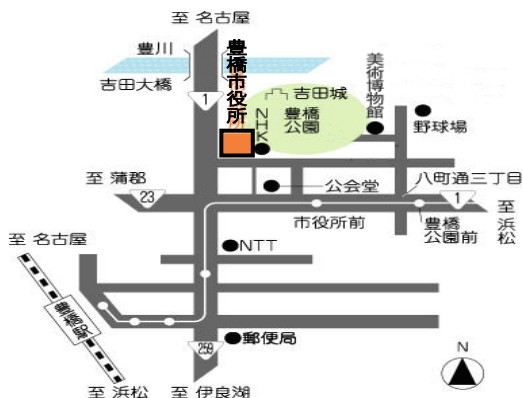 至 名古屋
豊川
吉田大橋
1
豊橋市役所
NHK
吉田城
豊橋
公園
美術博物館
野球場
至 蒲郡
23
公会堂
八町通三丁目
1
至 浜松
市役所前
豊橋
公園前
至 名古屋
NTT
豊橋駅
郵便局
259
N
至 浜松
至 伊良湖